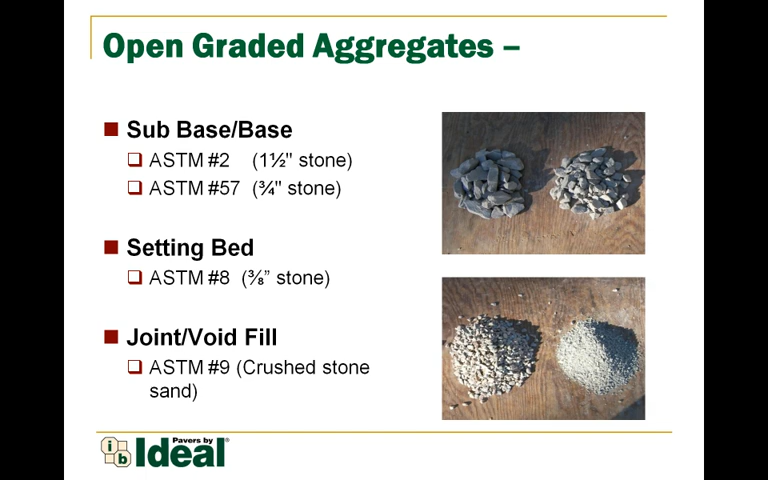 Open Graded Aggregates –
Sub Base/Base
ASTM #2 (1½" stone)
ASTM #57 (¾" stone)
Setting Bed
ASTM #8 (⅜” stone)
Joint/Void Fill
ASTM #9 (Crushed stone
sand)
i
b
Pavers by
Ideal®